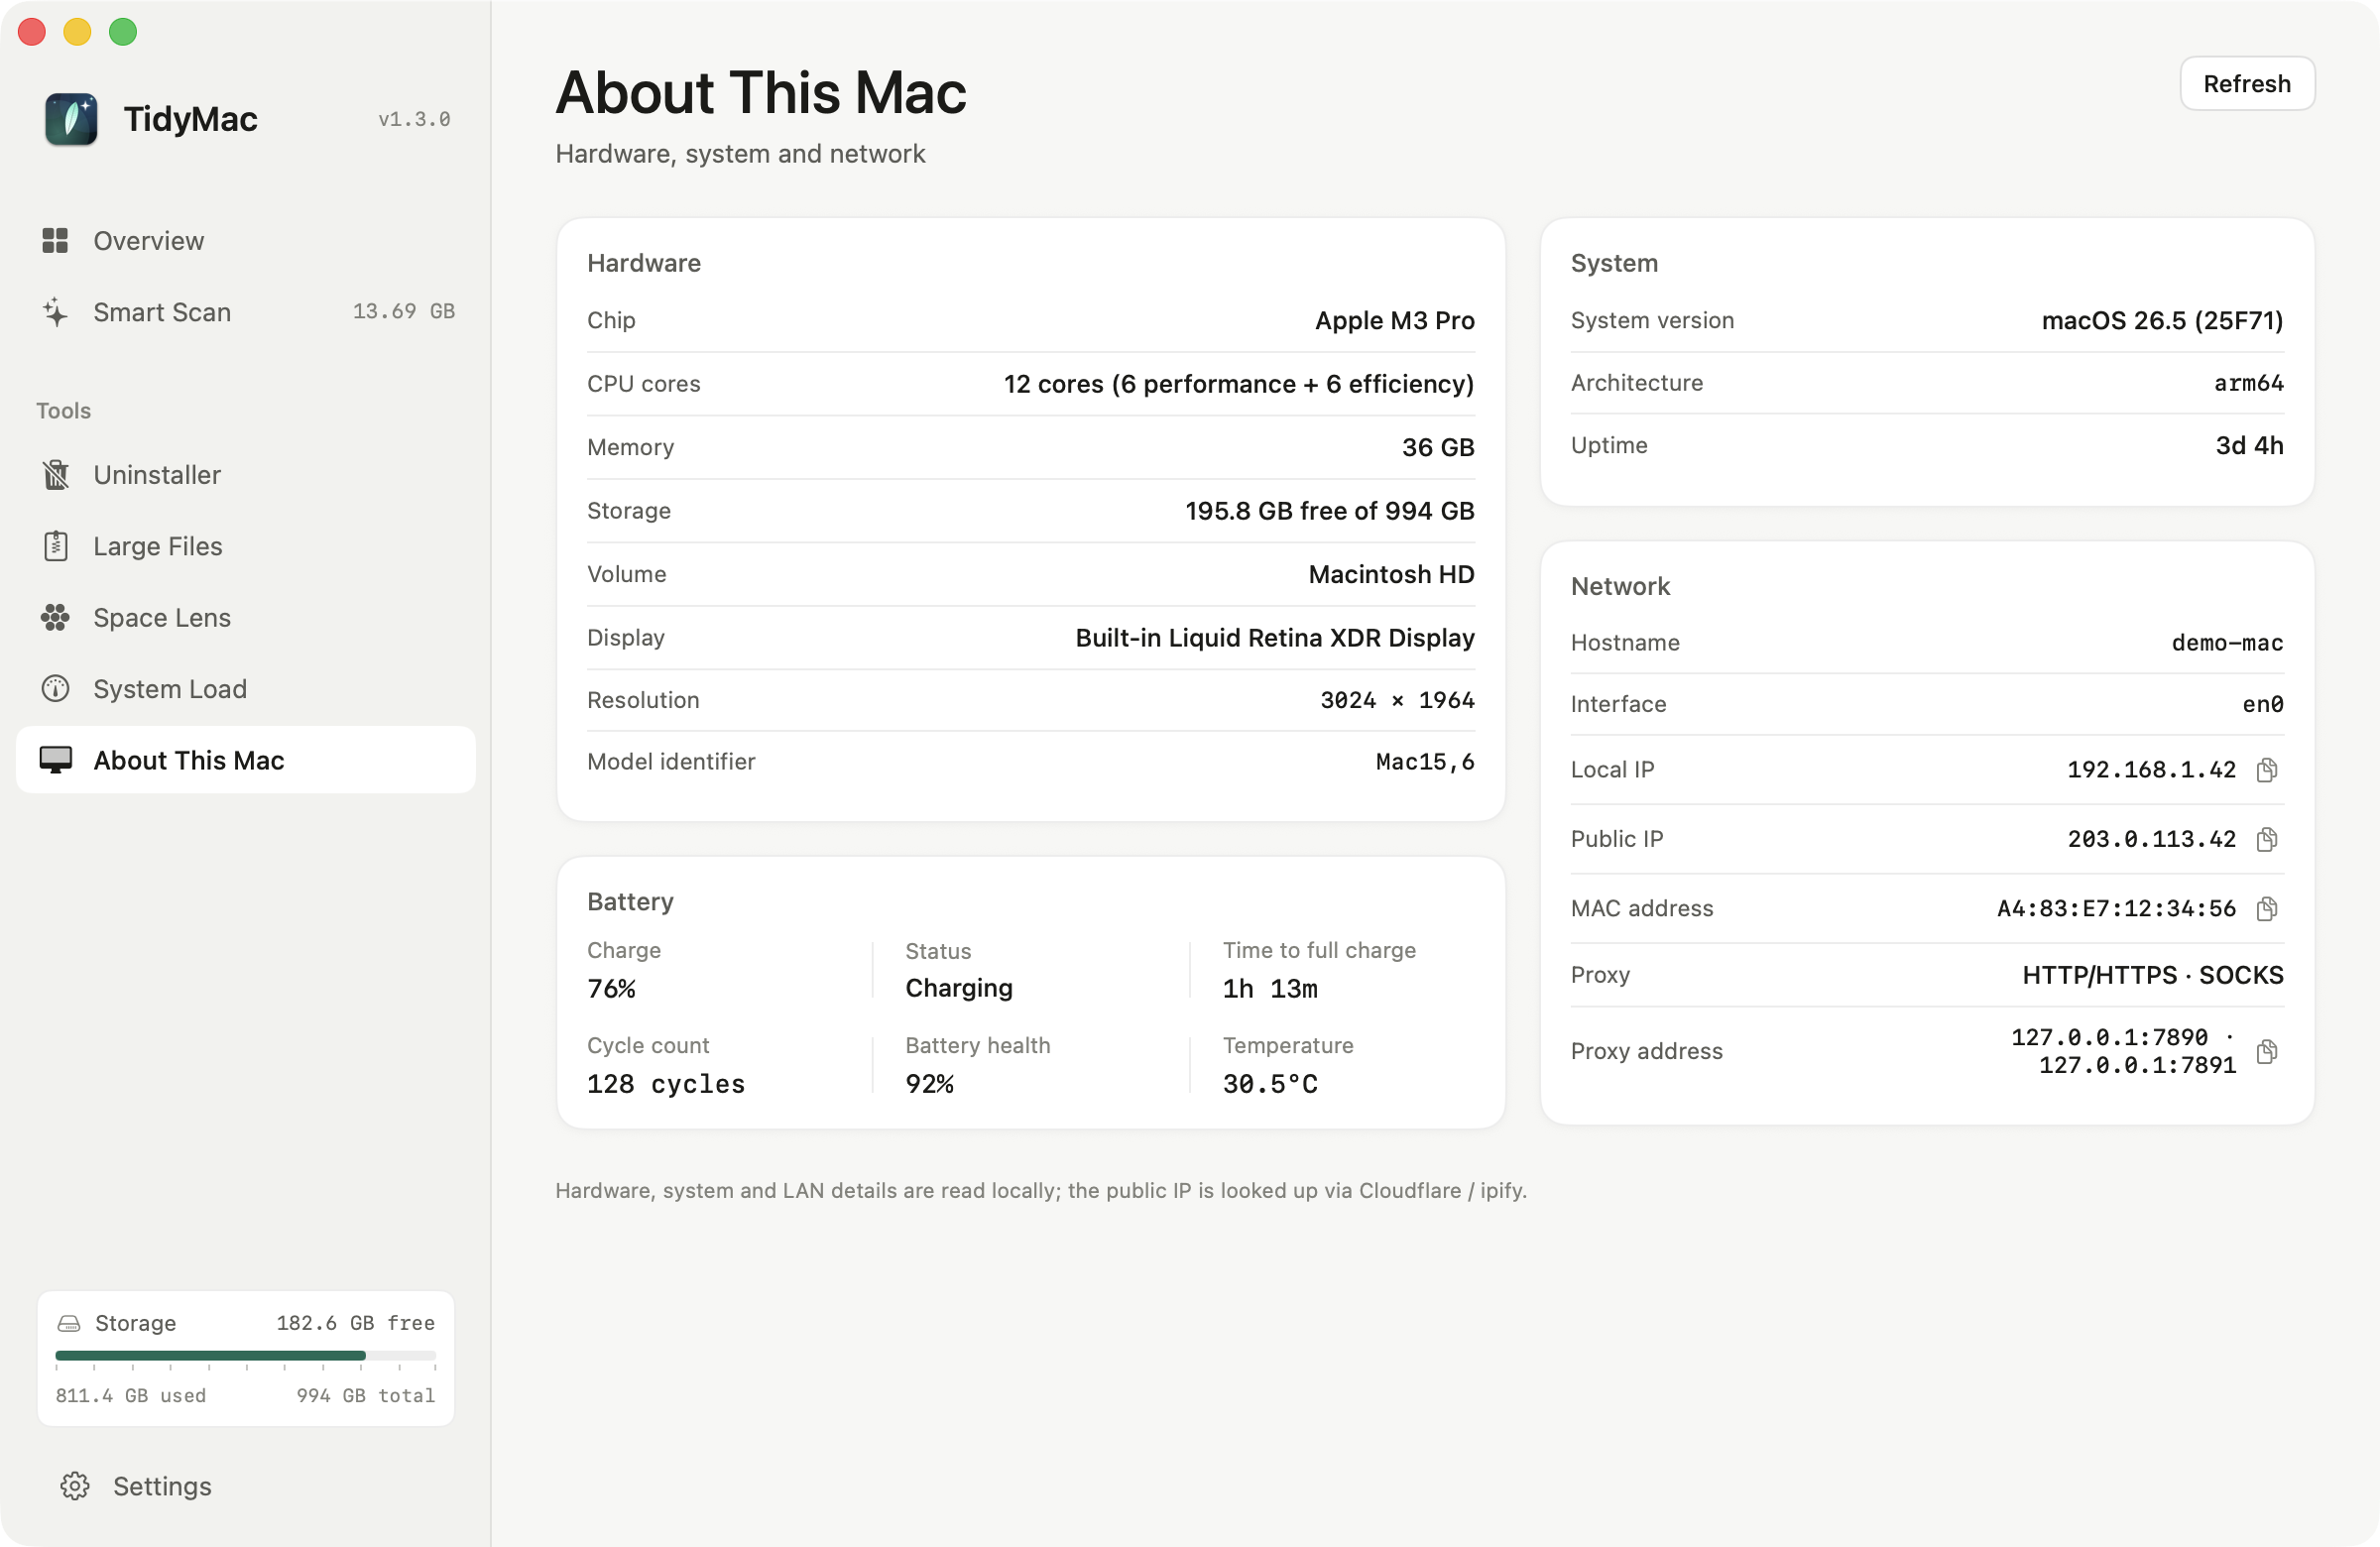 TidyMac
v1.3.0
Overview
Smart Scan
13.69 GB
Tools
Uninstaller
Large Files
Space Lens
System Load
About This Mac
Storage
182.6 GB free
811.4 GB used
994 GB total
Settings
About This Mac
Refresh
Hardware, system and network
Hardware
Chip
Apple M3 Pro
CPU cores
12 cores (6 performance + 6 efficiency)
Memory
36 GB
Storage
195.8 GB free of 994 GB
Volume
Macintosh HD
Display
Built-in Liquid Retina XDR Display
Resolution
3024 × 1964
Model identifier
Mac15,6
Battery
Charge
76%
Status
Charging
Time to full charge
1h 13m
Cycle count
128 cycles
Battery health
92%
Temperature
30.5°C
System
System version
macOS 26.5 (25F71)
Architecture
arm64
Uptime
3d 4h
Network
Hostname
demo-mac
Interface
en0
Local IP
192.168.1.42
Public IP
203.0.113.42
MAC address
A4:83:E7:12:34:56
Proxy
HTTP/HTTPS · SOCKS
Proxy address
127.0.0.1:7890 ·
127.0.0.1:7891
Hardware, system and LAN details are read locally; the public IP is looked up via Cloudflare / ipify.